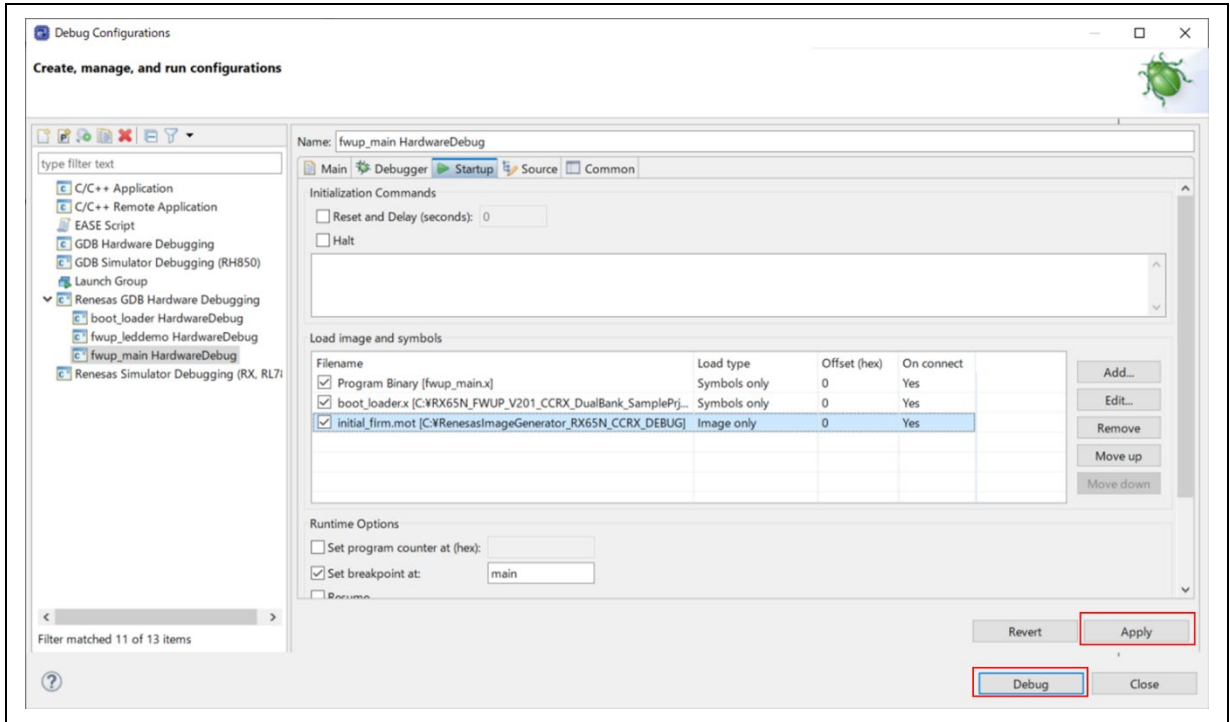 Debug Configurations
Create, manage, and run configurations
type filter text
C/C++ Application
C/C++ Remote Application
EASE Script
GDB Hardware Debugging
GDB Simulator Debugging (RH850)
Launch Group
Renesas GDB Hardware Debugging
boot_loader HardwareDebug
fwup_leddemo HardwareDebug
fwup_main HardwareDebug
Renesas Simulator Debugging (RX, RL78
Filter matched 11 of 13 items
Name: fwup_main HardwareDebug
Main Debugger Startup Source Common
Initialization Commands
Reset and Delay (seconds): 0
Halt
Load image and symbols
Filename Load type Offset (hex) On connect
Program Binary [fwup_main.x] Symbols only 0 Yes
boot_loader.x [C:¥RX65N_FWUP_V201_CCRX_DualBank_SamplePrj... Symbols only 0 Yes
initial_firm.mot [C:¥RenesasImageGenerator_RX65N_CCRX_DEBUG] Image only 0 Yes
Add...
Edit...
Remove
Move up
Move down
Runtime Options
Set program counter at (hex):
Set breakpoint at: main
Resume
Revert Apply
Debug Close